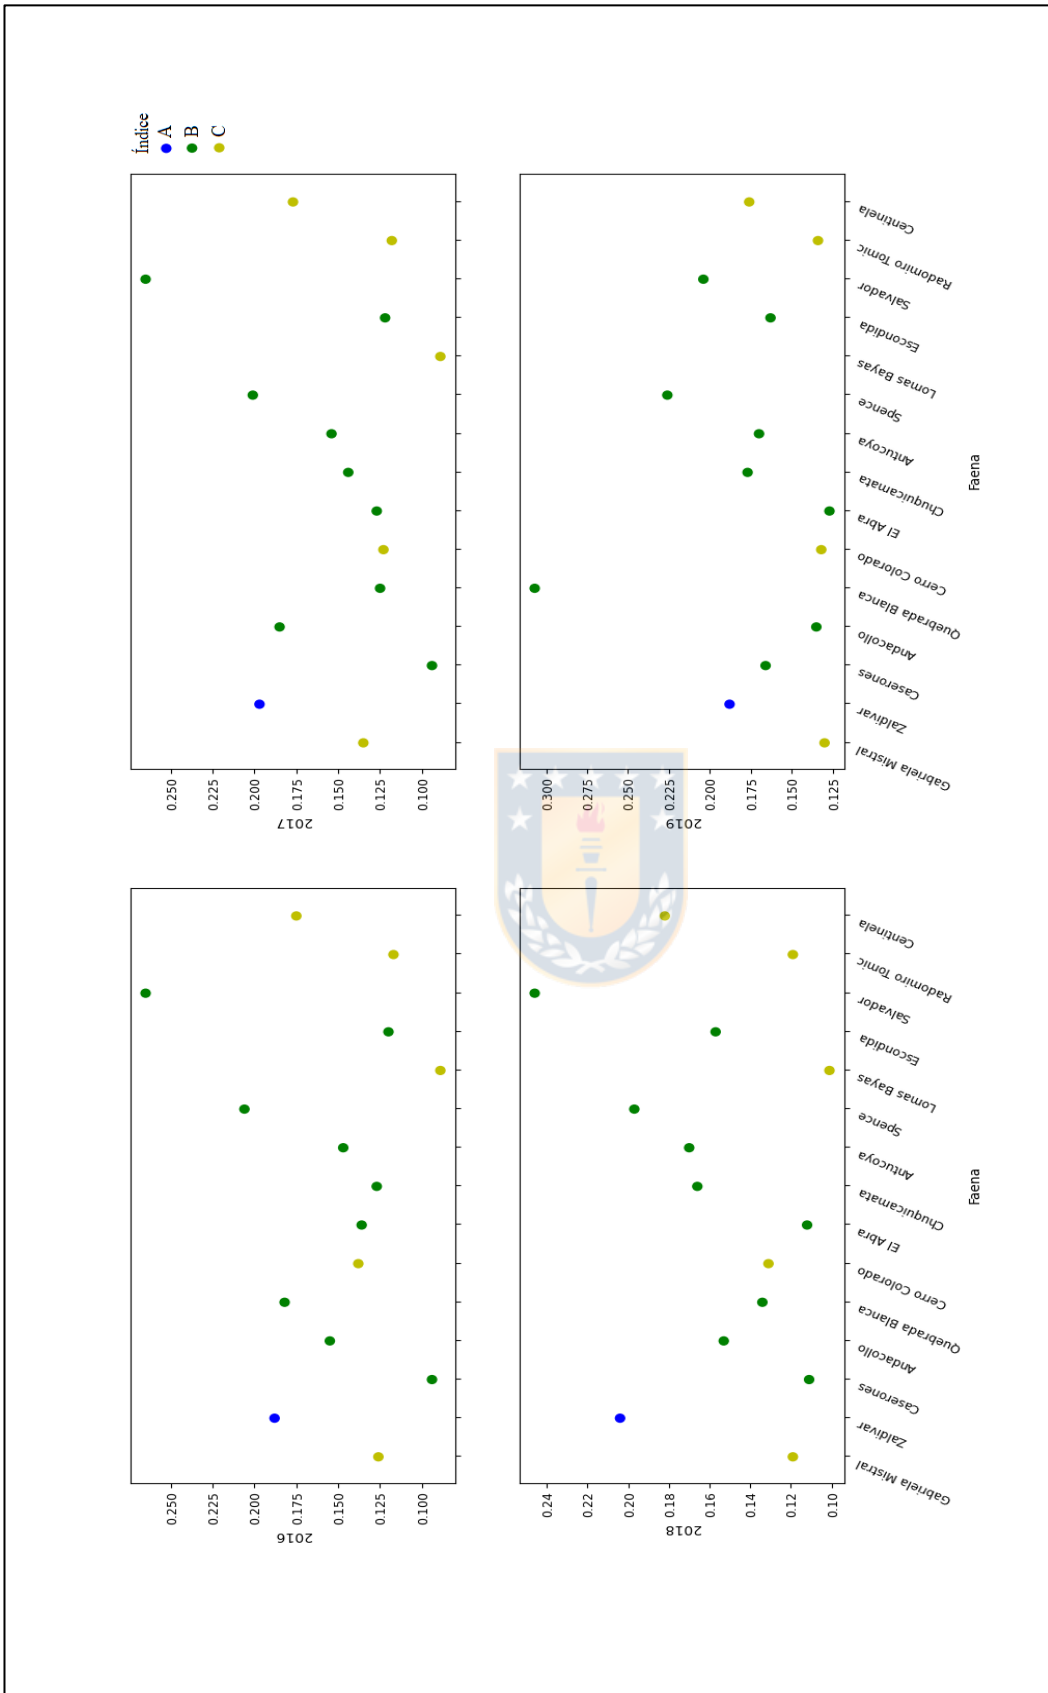 Índice
A
B
C
2016
0.250
0.225
0.200
0.175
0.150
0.125
0.100
2017
0.250
0.225
0.200
0.175
0.150
0.125
0.100
2018
0.24
0.22
0.20
0.18
0.16
0.14
0.12
0.10
Gabriela Mistral
Zaldivar
Caserones
Andacollo
Quebrada Blanca
Cerro Colorado
El Abra
Chuquicamata
Antucoya
Spence
Lomas Bayas
Escondida
Salvador
Radomiro Tomic
Centinela
Faena
2019
0.300
0.275
0.250
0.225
0.200
0.175
0.150
0.125
Gabriela Mistral
Zaldivar
Caserones
Andacollo
Quebrada Blanca
Cerro Colorado
El Abra
Chuquicamata
Antucoya
Spence
Lomas Bayas
Escondida
Salvador
Radomiro Tomic
Centinela
Faena